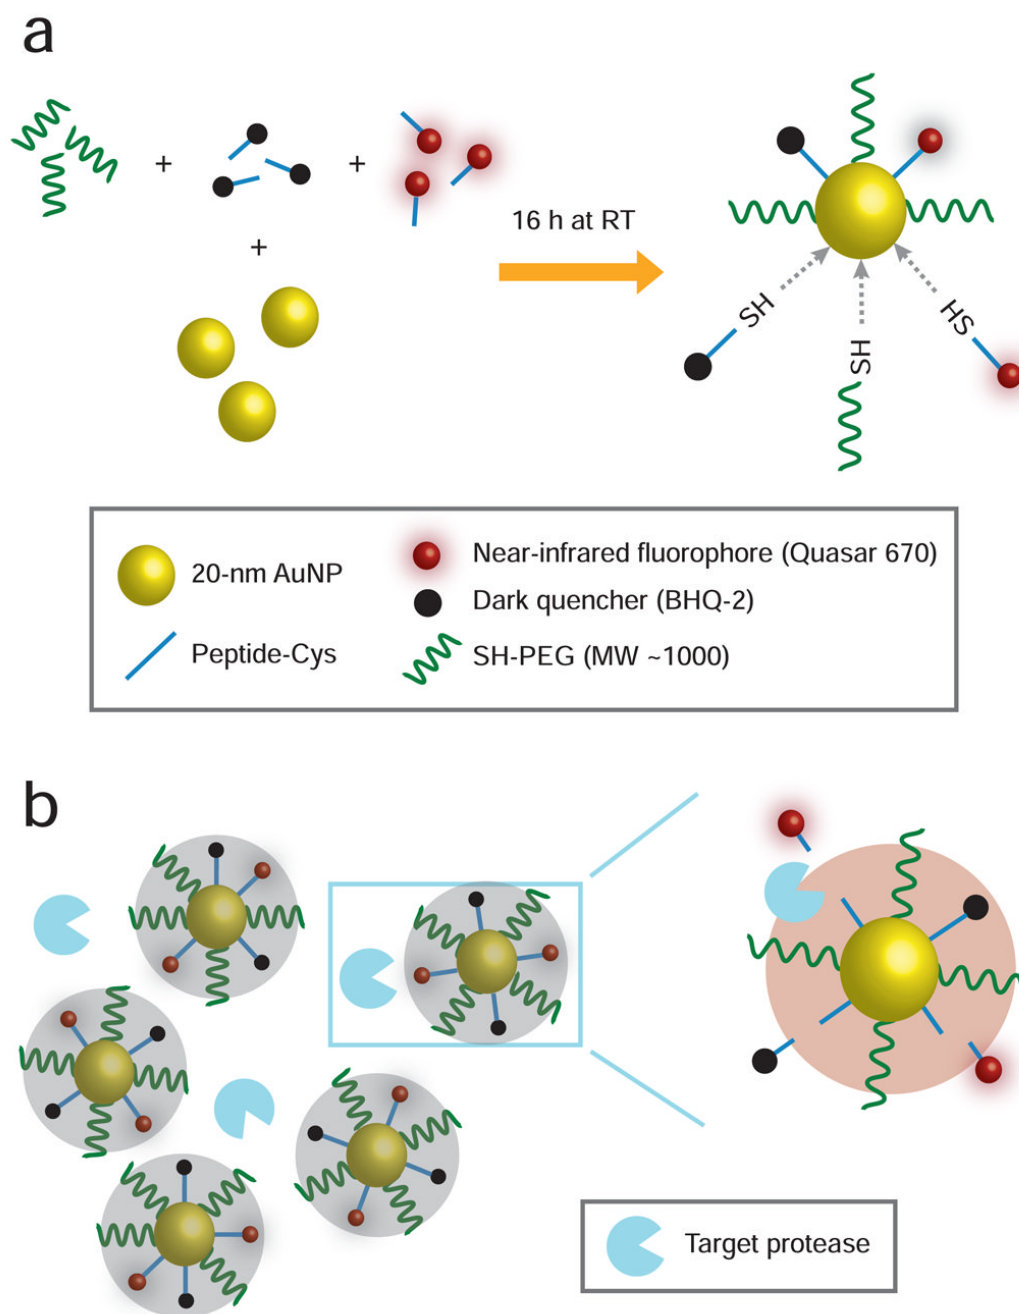 a
+
+
+
16 h at RT
SH
SH
HS
20-nm AuNP
Peptide-Cys
Near-infrared fluorophore (Quasar 670)
Dark quencher (BHQ-2)
SH-PEG (MW ~1000)
b
Target protease